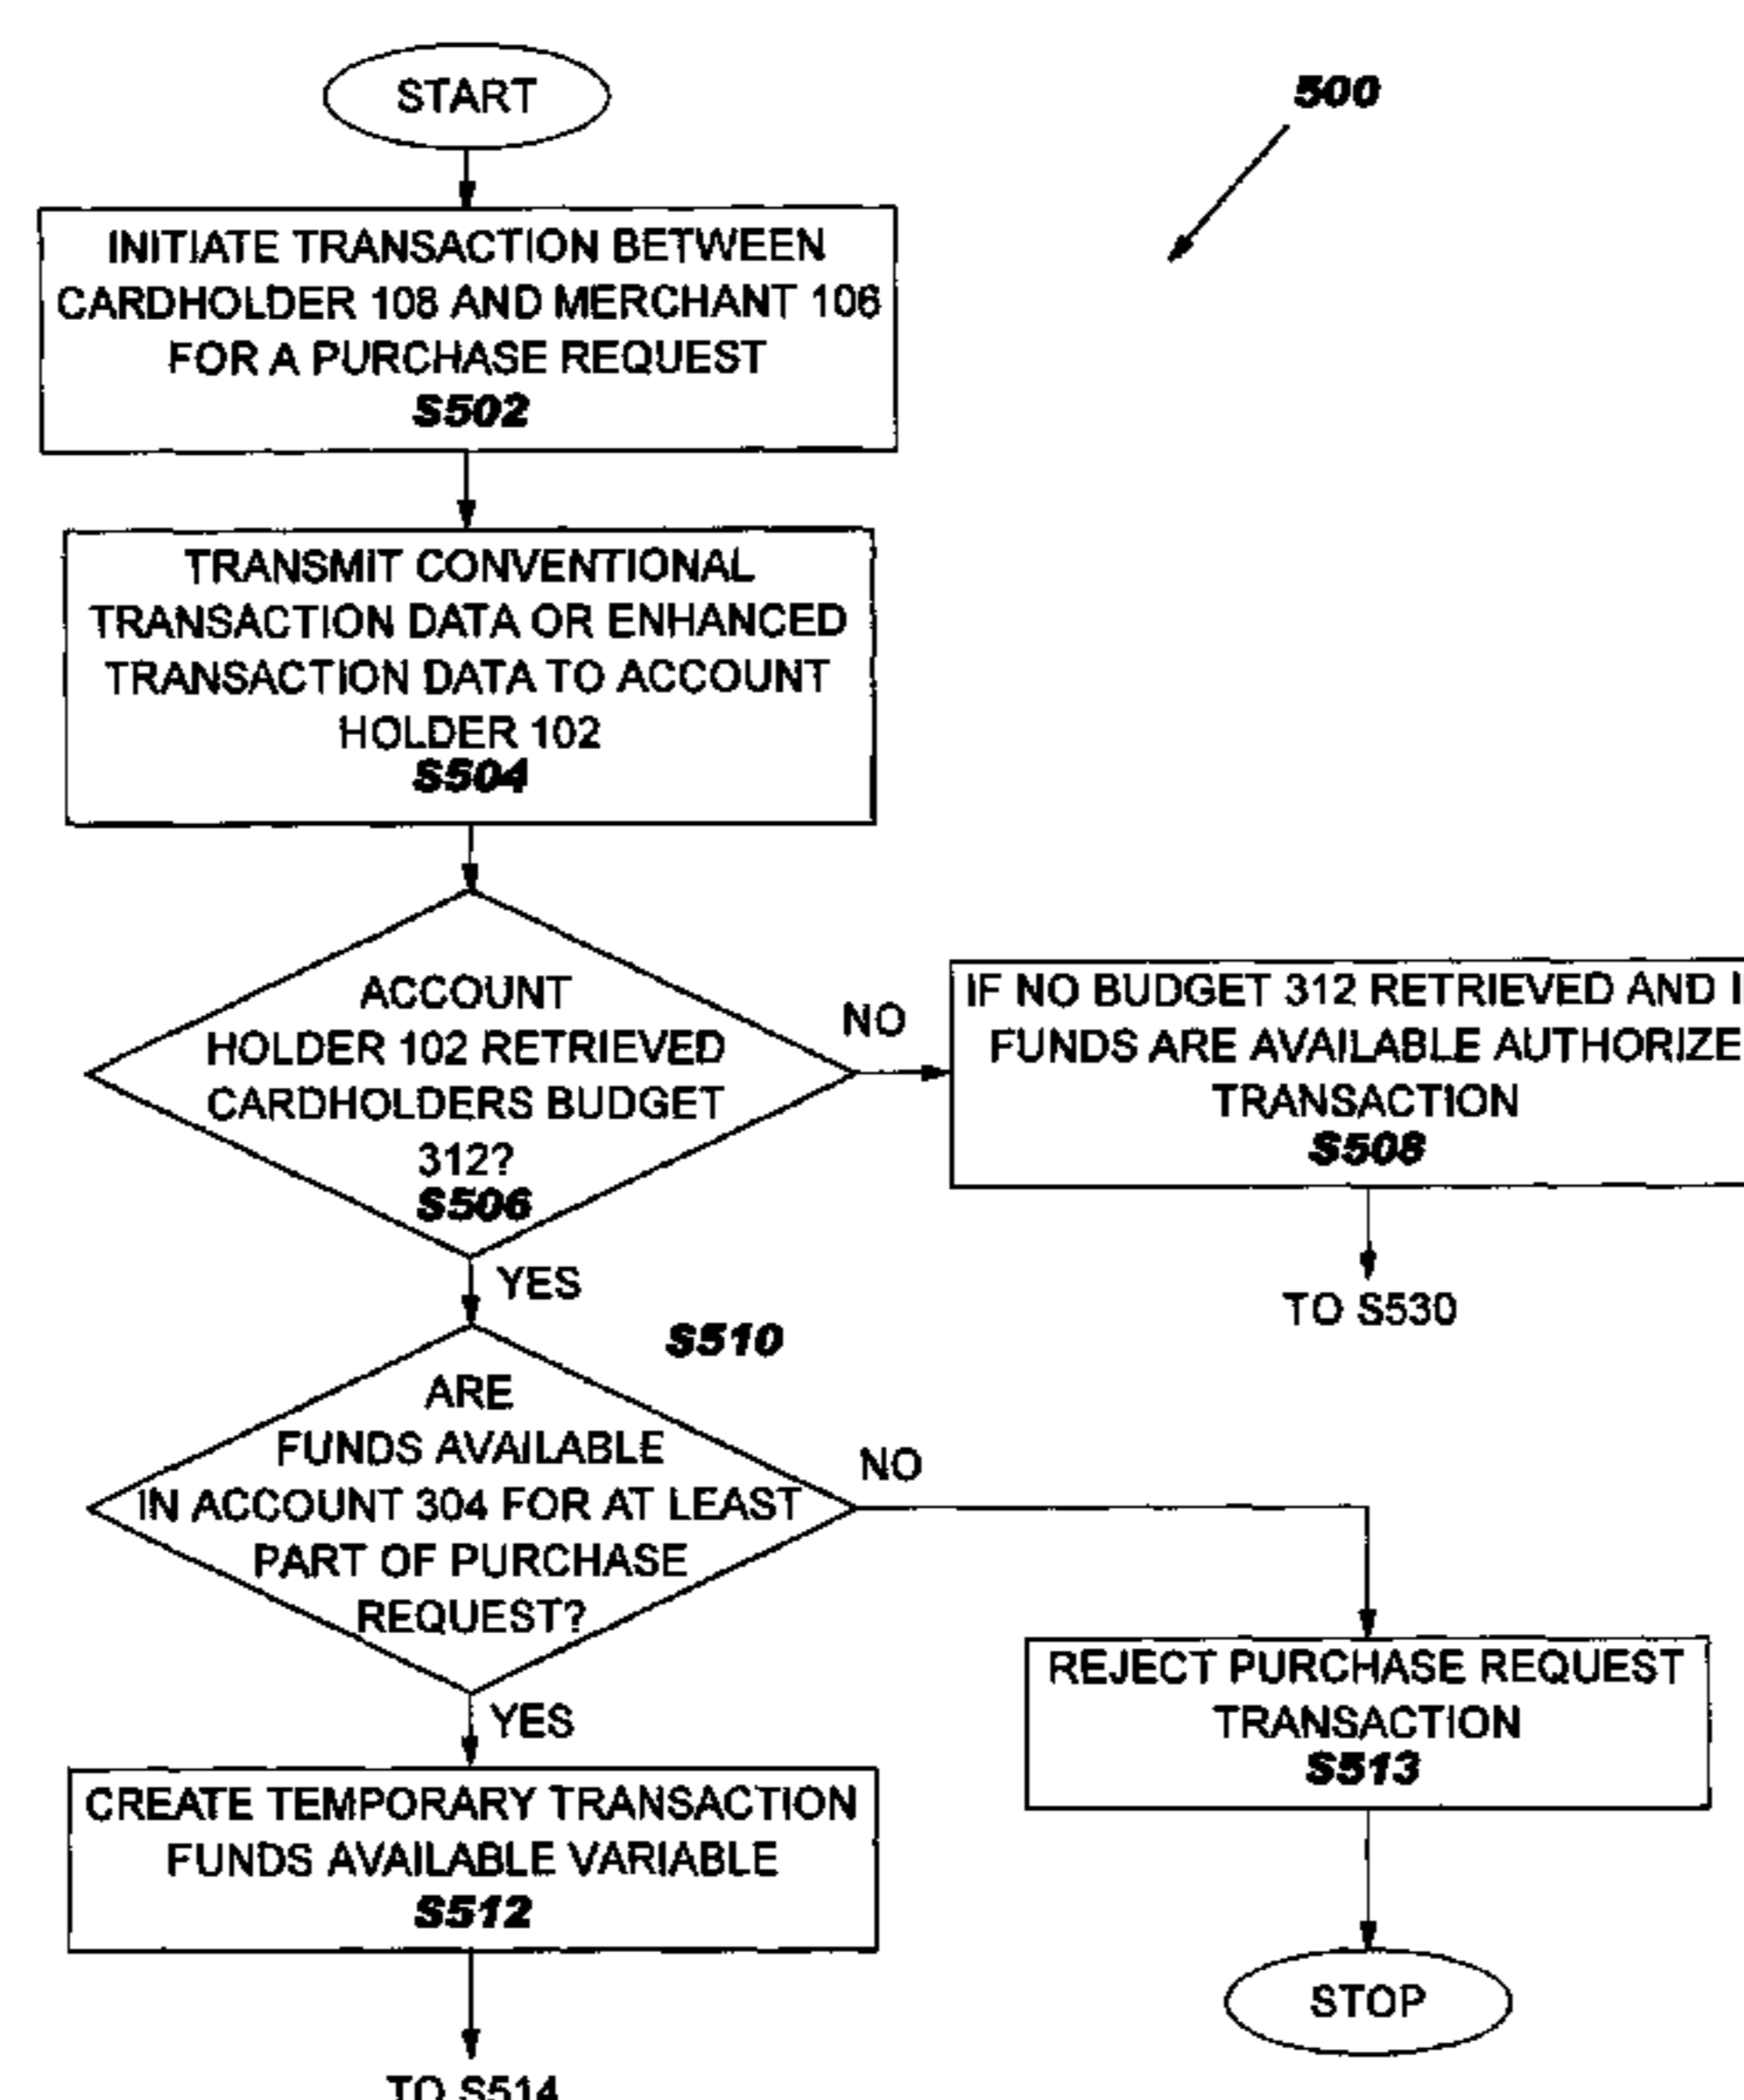 START
500
INITIATE TRANSACTION BETWEEN
CARDHOLDER 108 AND MERCHANT 106
FOR A PURCHASE REQUEST
S502
TRANSMIT CONVENTIONAL
TRANSACTION DATA OR ENHANCED
TRANSACTION DATA TO ACCOUNT
HOLDER 102
S504
ACCOUNT
HOLDER 102 RETRIEVED
CARDHOLDERS BUDGET
312?
S506
NO
IF NO BUDGET 312 RETRIEVED AND
FUNDS ARE AVAILABLE AUTHORIZE
TRANSACTION
S508
TO S530
YES
S510
ARE
FUNDS AVAILABLE
IN ACCOUNT 304 FOR AT LEAST
PART OF PURCHASE
REQUEST?
NO
REJECT PURCHASE REQUEST
TRANSACTION
S513
STOP
YES
CREATE TEMPORARY TRANSACTION
FUNDS AVAILABLE VARIABLE
S512
TO S514